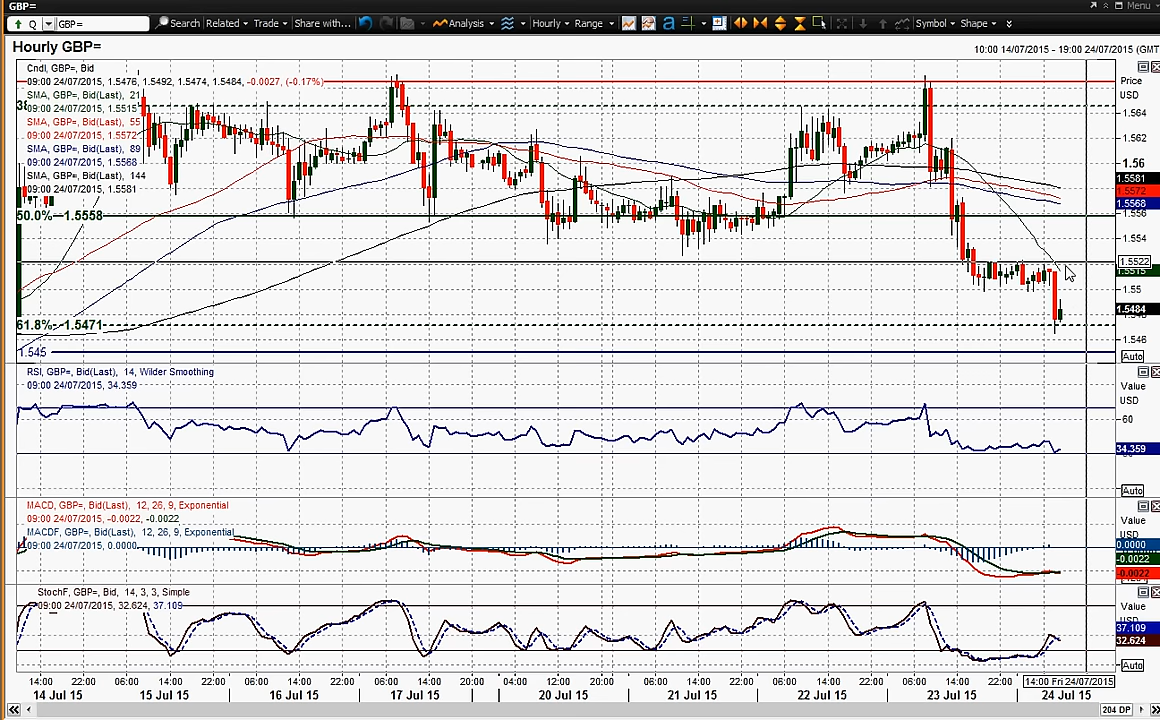 GBP=
Menu
Q GBP= Search Related Trade Share with... Analysis Hourly Range a Symbol Shape
Hourly GBP=
10:00 14/07/2015 - 19:00 24/07/2015 (GMT
Cndl, GBP=, Bid
09:00 24/07/2015, 1.5476, 1.5492, 1.5474, 1.5484, -0.0027, (-0.17%)
SMA, GBP=, Bid(Last), 21
09:00 24/07/2015, 1.5515
SMA, GBP=, Bid(Last), 55
09:00 24/07/2015, 1.5572
SMA, GBP=, Bid(Last), 89
09:00 24/07/2015, 1.5568
SMA, GBP=, Bid(Last), 144
09:00 24/07/2015, 1.5581
50.0%—1.5558
61.8%--1.5471
1.545
Price
USD
1.564
1.562
1.56
1.5581
1.5572
1.5568
1.556
1.554
1.5522
1.5515
1.55
1.5484
1.546
Auto
RSI, GBP=, Bid(Last), 14, Wilder Smoothing
09:00 24/07/2015, 34.359
Value
USD
60
34.359
Auto
MACD, GBP=, Bid(Last), 12, 26, 9, Exponential
09:00 24/07/2015, -0.0022, -0.0022
MACDF, GBP=, Bid(Last), 12, 26, 9, Exponential
09:00 24/07/2015, 0.0000
Value
USD
0.0000
-0.0022
-0.0022
StochF, GBP=, Bid, 14, 3, 3, Simple
09:00 24/07/2015, 32.624, 37.109
Value
USD
37.109
32.624
Auto
14:00 22:00 06:00 14:00 22:00 06:00 14:00 22:00 06:00 14:00 20:00 04:00 12:00 20:00 06:00 14:00 22:00 06:00 14:00 22:00 06:00 14:00 22:00 14:00 Fri 24/07/2015
14 Jul 15 15 Jul 15 16 Jul 15 17 Jul 15 20 Jul 15 21 Jul 15 22 Jul 15 23 Jul 15 24 Jul 15
204 DP